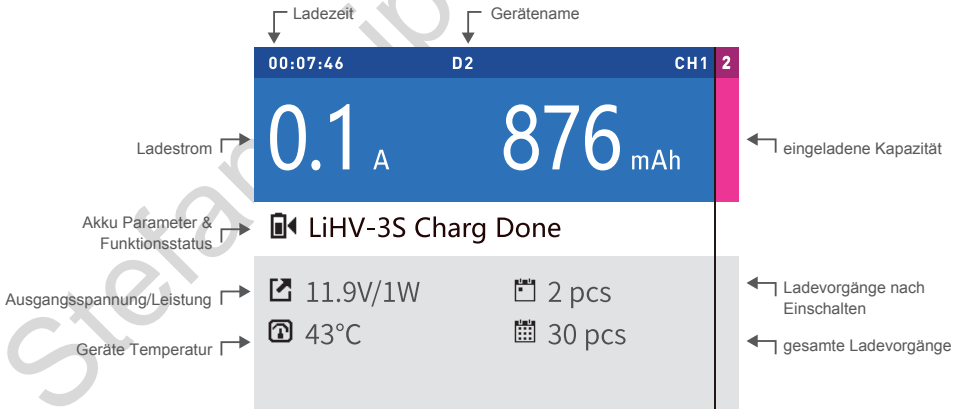 Ladezeit
Gerätename
00:07:46 D2 CH1 2
Ladestrom
0.1 A 876 mAh
eingeladene Kapazität
Akku Parameter &
Funktionsstatus
LiHV-3S Charg Done
Ausgangsspannung/Leistung
11.9V/1W 2 pcs
Ladevorgänge nach
Einschalten
Geräte Temperatur
43°C 30 pcs
gesamte Ladevorgänge